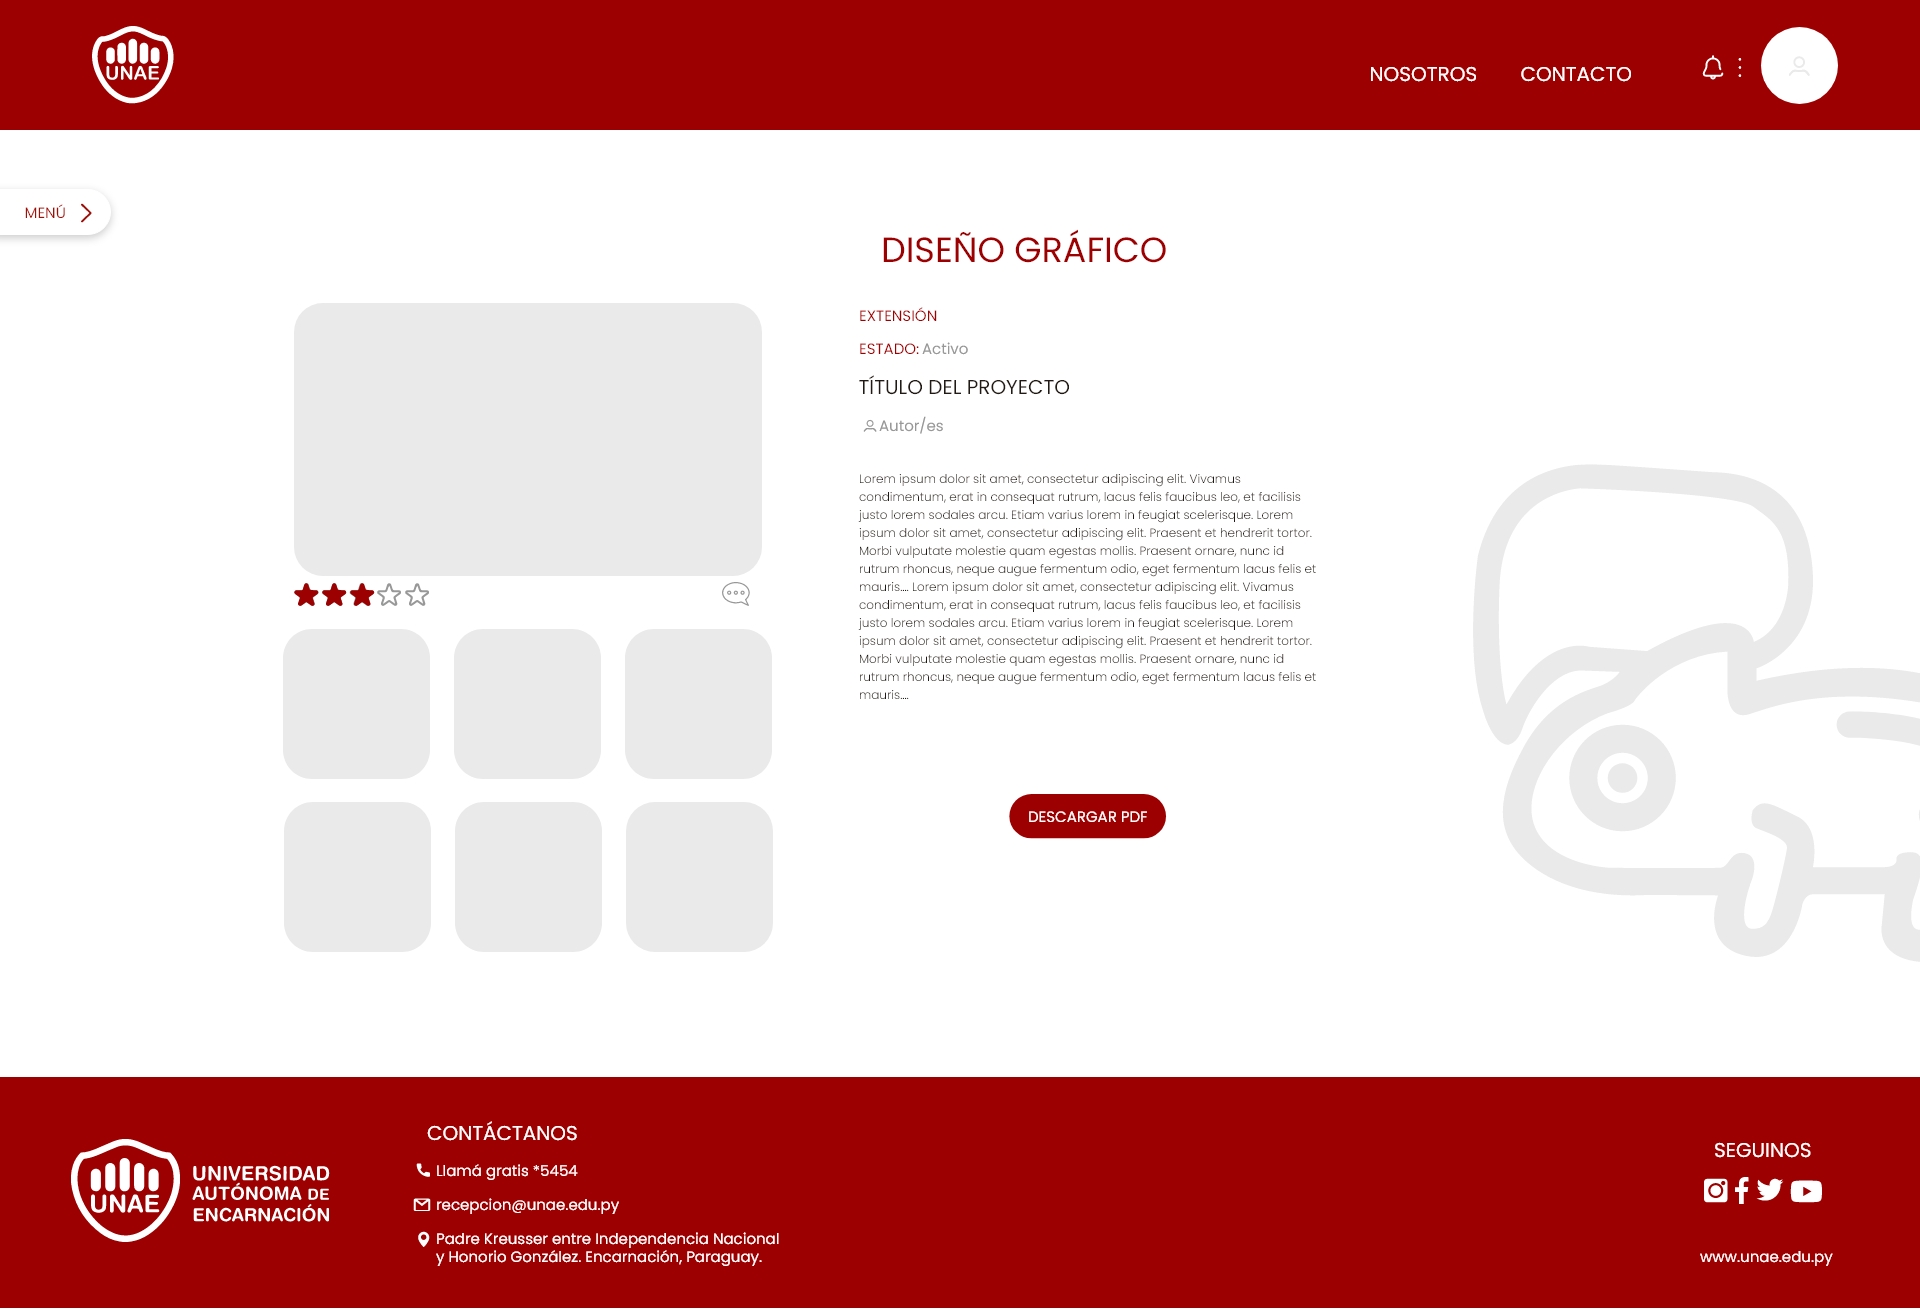 UNAE
NOSOTROS
CONTACTO
MENÚ
DISEÑO GRÁFICO
EXTENSIÓN
ESTADO: Activo
TÍTULO DEL PROYECTO
Autor/es
Lorem ipsum dolor sit amet, consectetur adipiscing elit. Vivamus
condimentum, erat in consequat rutrum, lacus felis faucibus leo, et facilisis
justo lorem sodales arcu. Etiam varius lorem in feugiat scelerisque. Lorem
ipsum dolor sit amet, consectetur adipiscing elit. Praesent et hendrerit tortor.
Morbi vulputate molestie quam egestas mollis. Praesent ornare, nunc id
rutrum rhoncus, neque augue fermentum odio, eget fermentum lacus felis et
mauris.... Lorem ipsum dolor sit amet, consectetur adipiscing elit. Vivamus
condimentum, erat in consequat rutrum, lacus felis faucibus leo, et facilisis
justo lorem sodales arcu. Etiam varius lorem in feugiat scelerisque. Lorem
ipsum dolor sit amet, consectetur adipiscing elit. Praesent et hendrerit tortor.
Morbi vulputate molestie quam egestas mollis. Praesent ornare, nunc id
rutrum rhoncus, neque augue fermentum odio, eget fermentum lacus felis et
mauris....
DESCARGAR PDF
UNAE
UNIVERSIDAD
AUTÓNOMA DE
ENCARNACIÓN
CONTÁCTANOS
Llamá gratis *5454
recepcion@unae.edu.py
Padre Kreusser entre Independencia Nacional
y Honorio González. Encarnación, Paraguay.
SEGUINOS
www.unae.edu.py